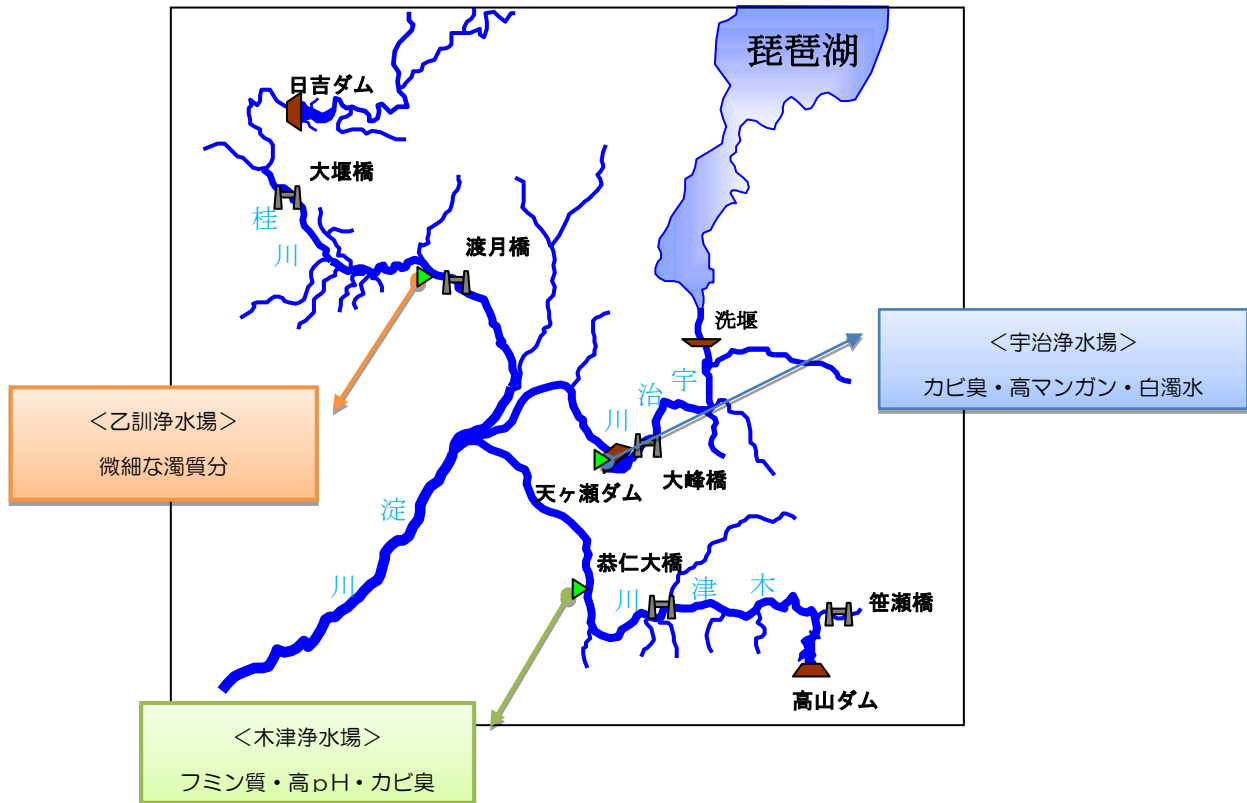 琵琶湖
日吉ダム
大堰橋
桂川
渡月橋
洗堰
宇治川
<宇治浄水場>
カビ臭・高マンガン・白濁水
<乙訓浄水場>
微細な濁質分
大峰橋
天ヶ瀬ダム
淀川
恭仁大橋
木津川
笹瀬橋
高山ダム
<木津浄水場>
フミン質・高pH・カビ臭